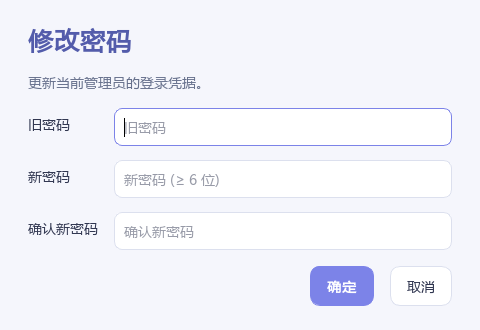 修改密码
更新当前管理员的登录凭据。
旧密码
旧密码
新密码
新密码 (≥ 6 位)
确认新密码
确认新密码
确定
取消